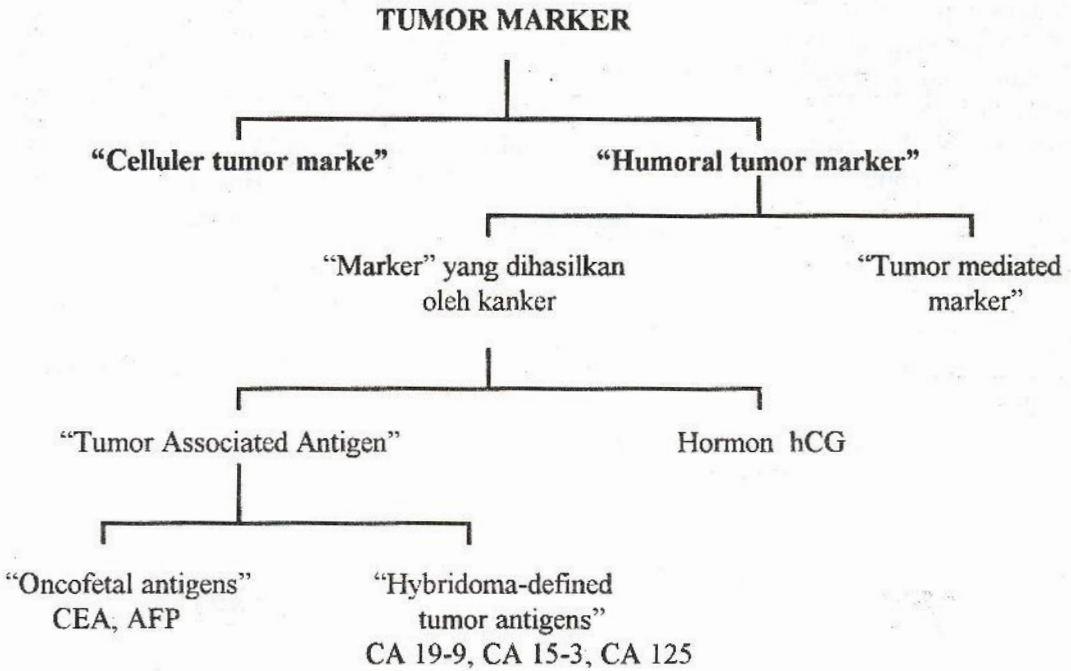 TUMOR MARKER
“Celluler tumor marke”
“Humoral tumor marker”
“Marker” yang dihasilkan
oleh kanker
“Tumor mediated
marker”
“Tumor Associated Antigen”
Hormon hCG
“Oncofetal antigens”
CEA, AFP
“Hybridoma-defined
tumor antigens”
CA 19-9, CA 15-3, CA 125